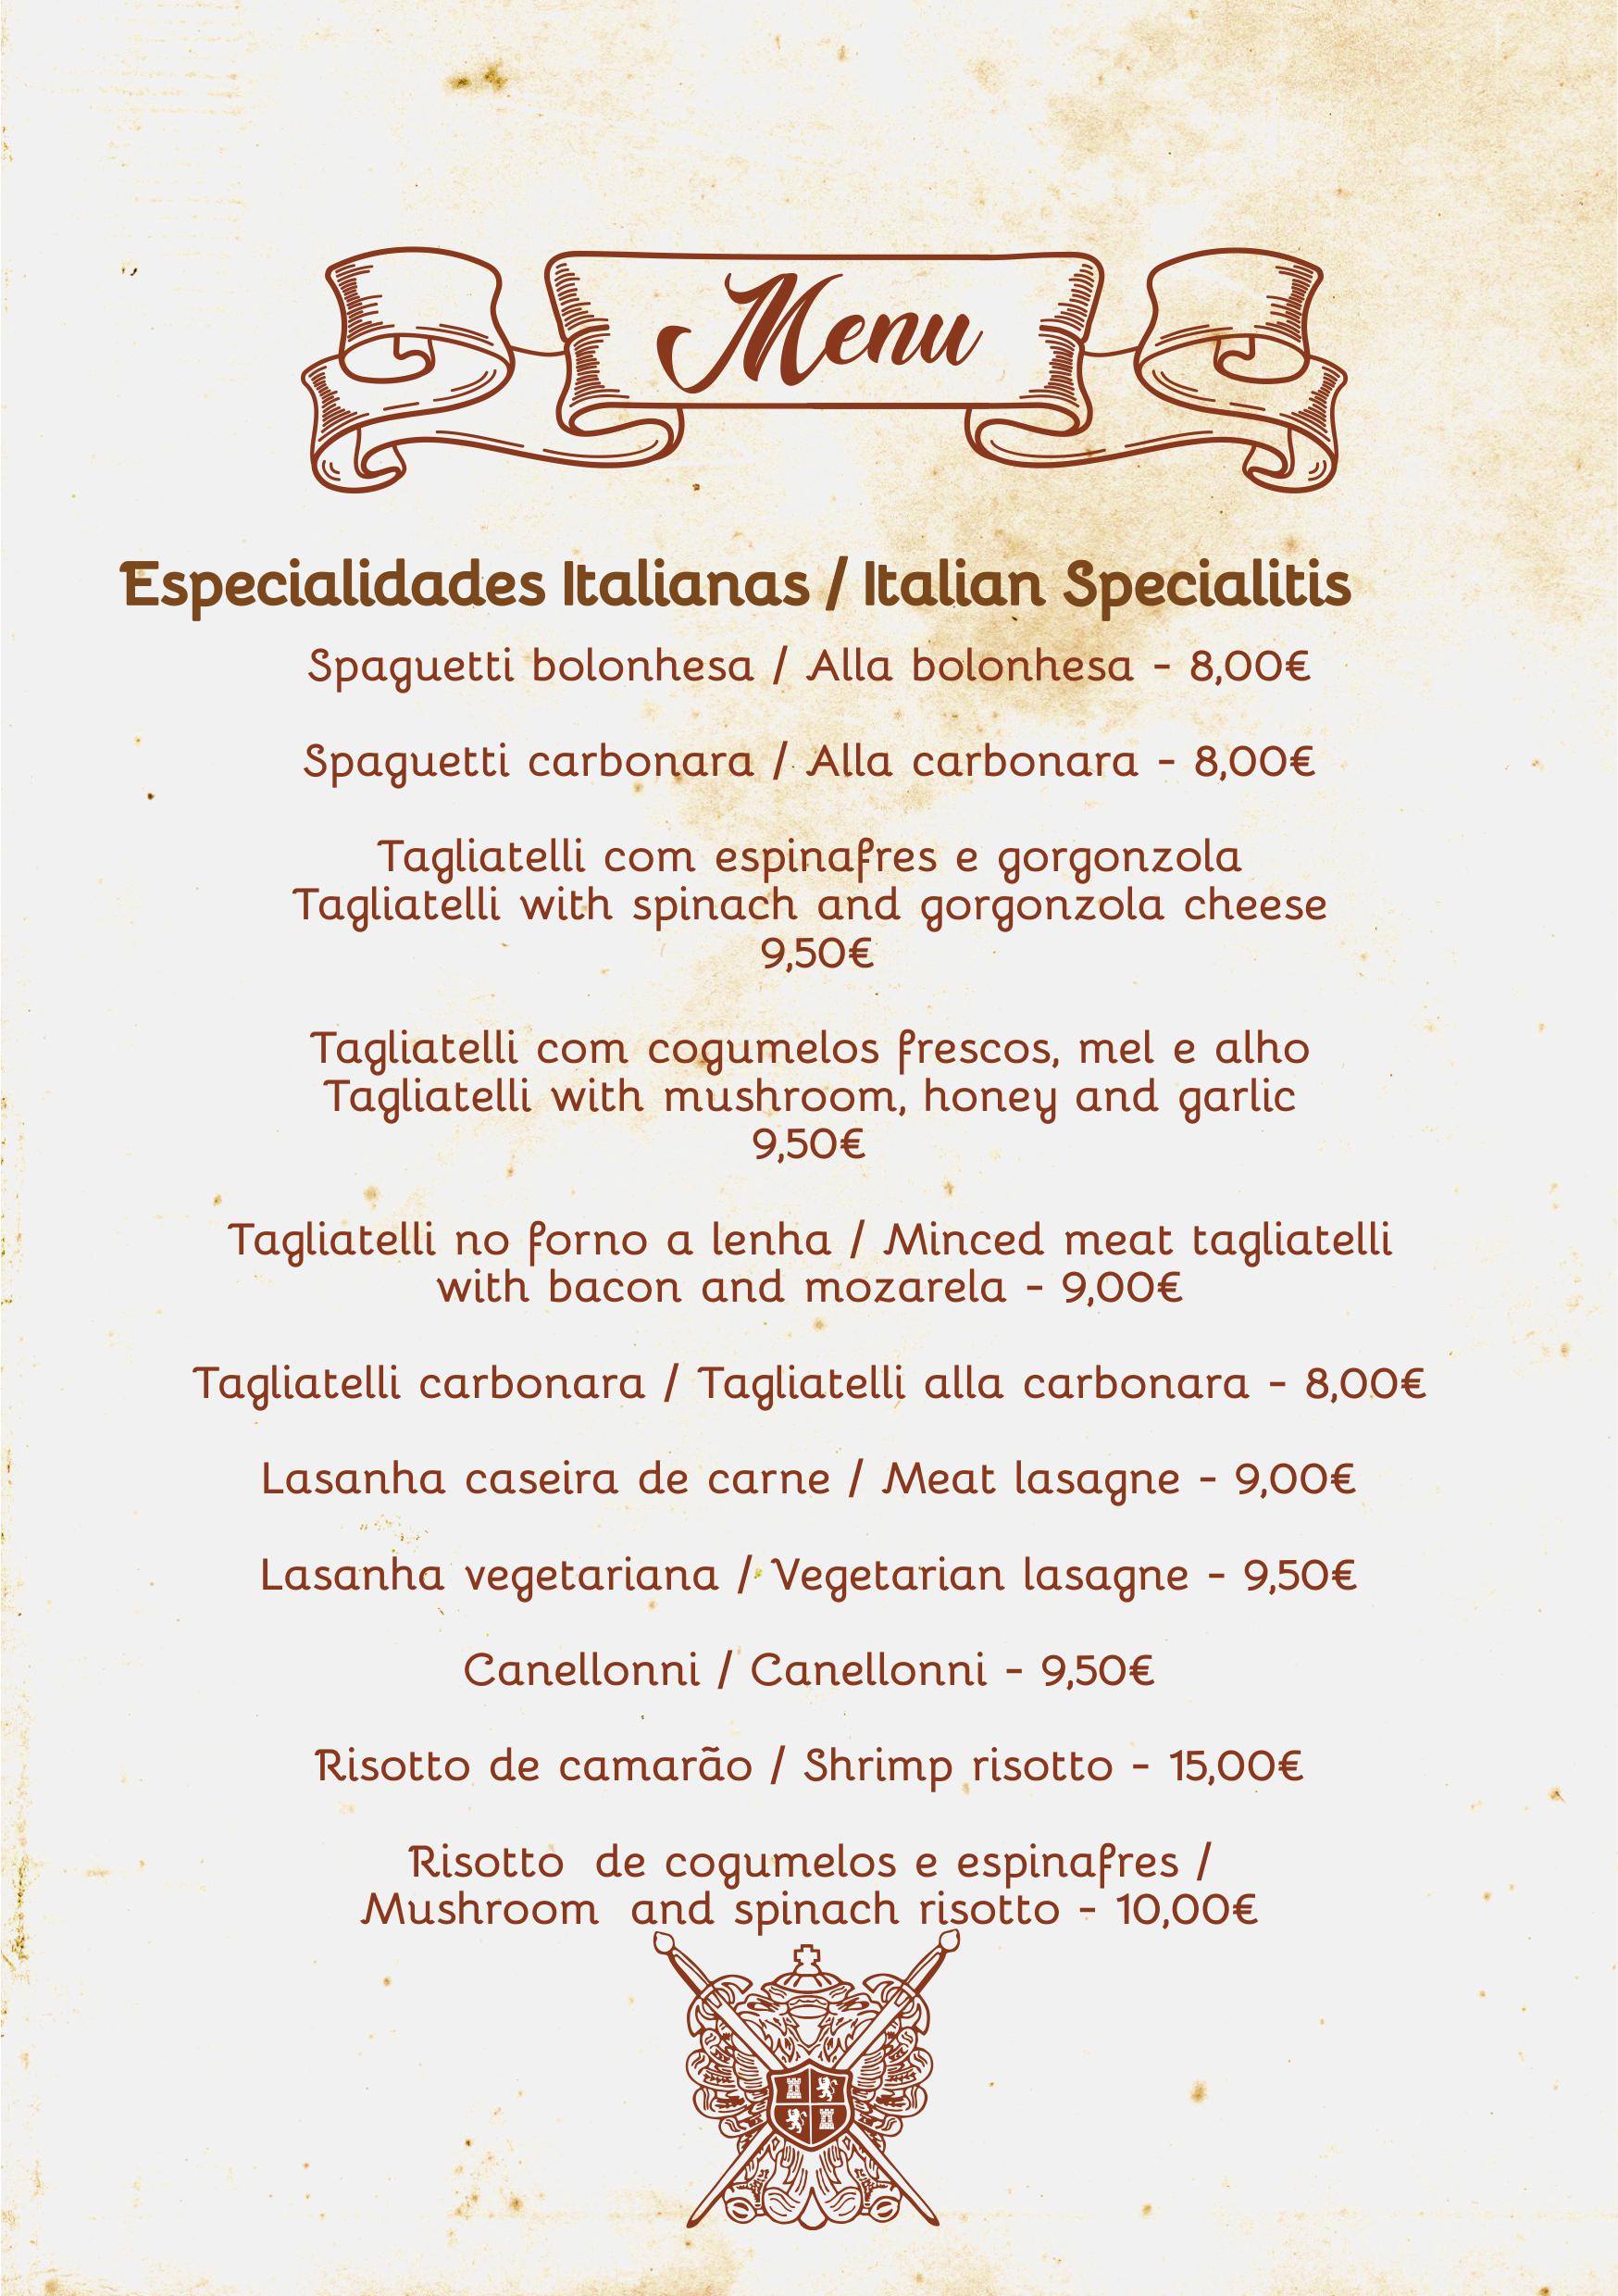 Menu
Especialidades Italianas / Italian Specialitis
Spaguetti bolonhesa / Alla bolonhesa - 8,00€
Spaguetti carbonara / Alla carbonara - 8,00€
Tagliatelli com espinafres e gorgonzola
Tagliatelli with spinach and gorgonzola cheese
9,50€
Tagliatelli com cogumelos frescos, mel e alho
Tagliatelli with mushroom, honey and garlic
9,50€
Tagliatelli no forno a lenha / Minced meat tagliatelli
with bacon and mozarela - 9,00€
Tagliatelli carbonara / Tagliatelli alla carbonara - 8,00€
Lasanha caseira de carne / Meat lasagne - 9,00€
Lasanha vegetariana / Vegetarian lasagne - 9,50€
Canellonni / Canellonni - 9,50€
Risotto de camarão / Shrimp risotto - 15,00€
Risotto de cogumelos e espinafres /
Mushroom and spinach risotto - 10,00€